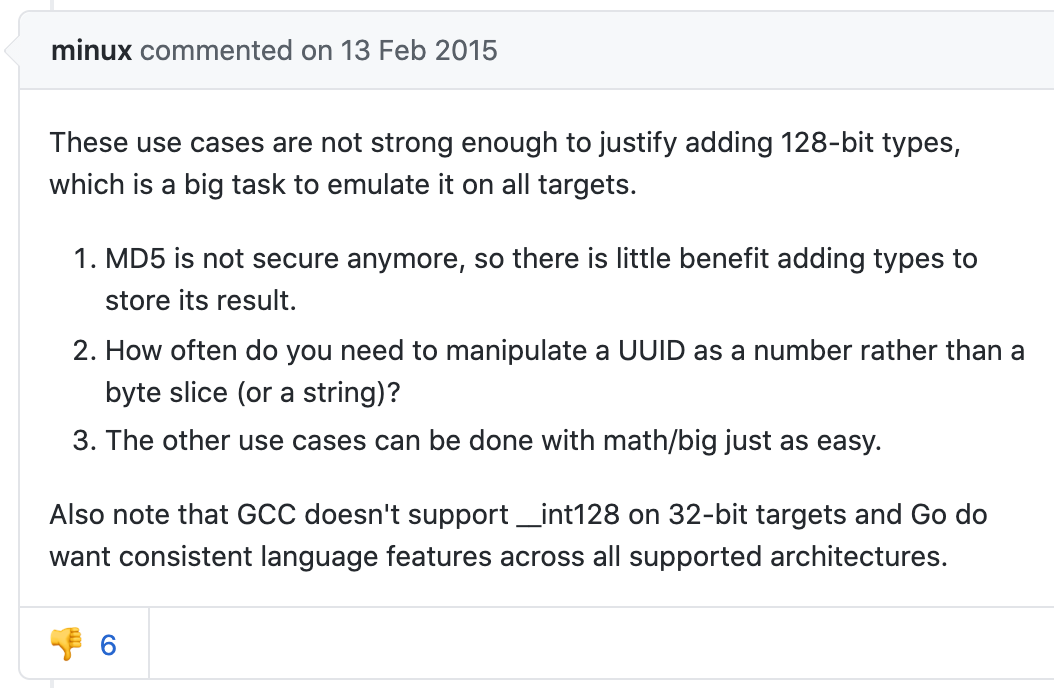 minux commented on 13 Feb 2015
These use cases are not strong enough to justify adding 128-bit types,
which is a big task to emulate it on all targets.
1. MD5 is not secure anymore, so there is little benefit adding types to
store its result.
2. How often do you need to manipulate a UUID as a number rather than a
byte slice (or a string)?
3. The other use cases can be done with math/big just as easy.
Also note that GCC doesn't support __int128 on 32-bit targets and Go do
want consistent language features across all supported architectures.
👎 6